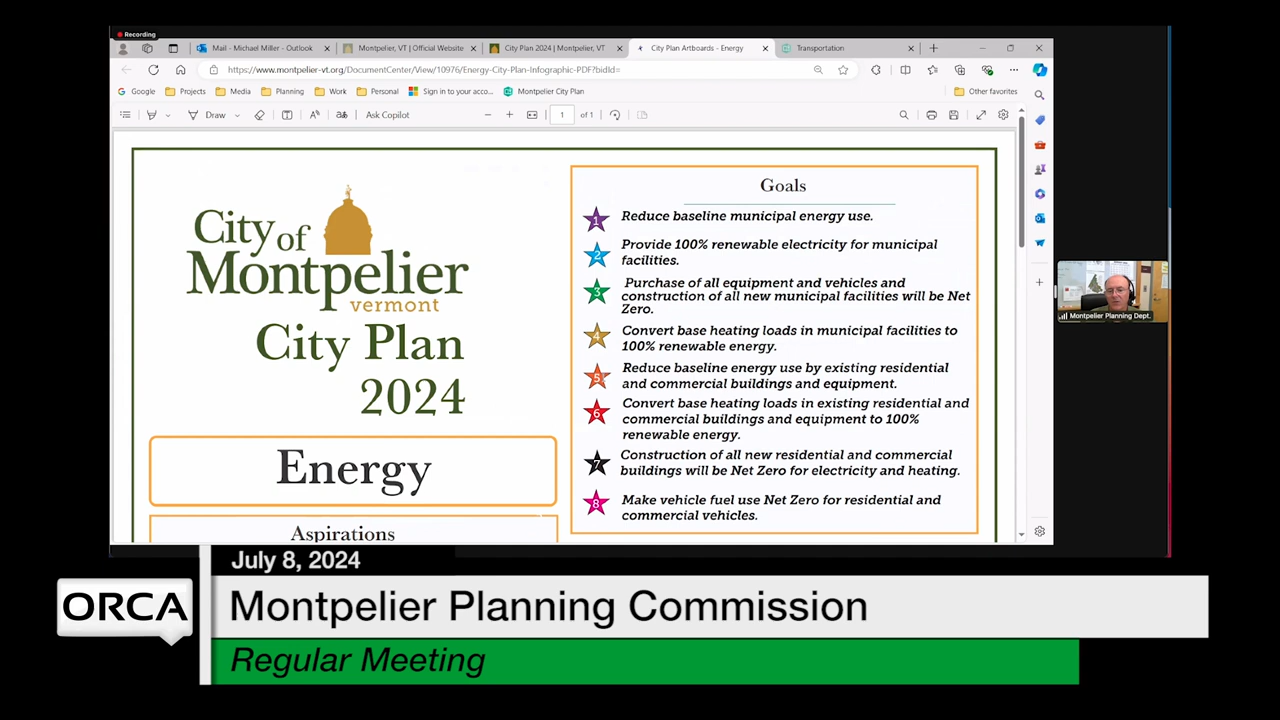 Recording
Mail - Michael Miller - Outlook
Montpelier, VT | Official Website
City Plan 2024 | Montpelier, VT
City Plan Artboards - Energy
Transportation
https://www.montpelier-vt.org/DocumentCenter/View/10976/Energy-City-Plan-Infographic-PDF?bidId=
Google
Projects
Media
Planning
Work
Personal
Sign in to your acco...
Montpelier City Plan
Other favorites
Draw
Ask Copilot
1
of 1
City of
Montpelier
vermont
City Plan
2024
Energy
Aspirations
Goals
1 Reduce baseline municipal energy use.
2 Provide 100% renewable electricity for municipal
facilities.
3 Purchase of all equipment and vehicles and
construction of all new municipal facilities will be Net
Zero.
4 Convert base heating loads in municipal facilities to
100% renewable energy.
5 Reduce baseline energy use by existing residential
and commercial buildings and equipment.
6 Convert base heating loads in existing residential and
commercial buildings and equipment to 100%
renewable energy.
7 Construction of all new residential and commercial
buildings will be Net Zero for electricity and heating.
8 Make vehicle fuel use Net Zero for residential and
commercial vehicles.
Montpelier Planning Dept.
July 8, 2024
ORCA
Montpelier Planning Commission
Regular Meeting